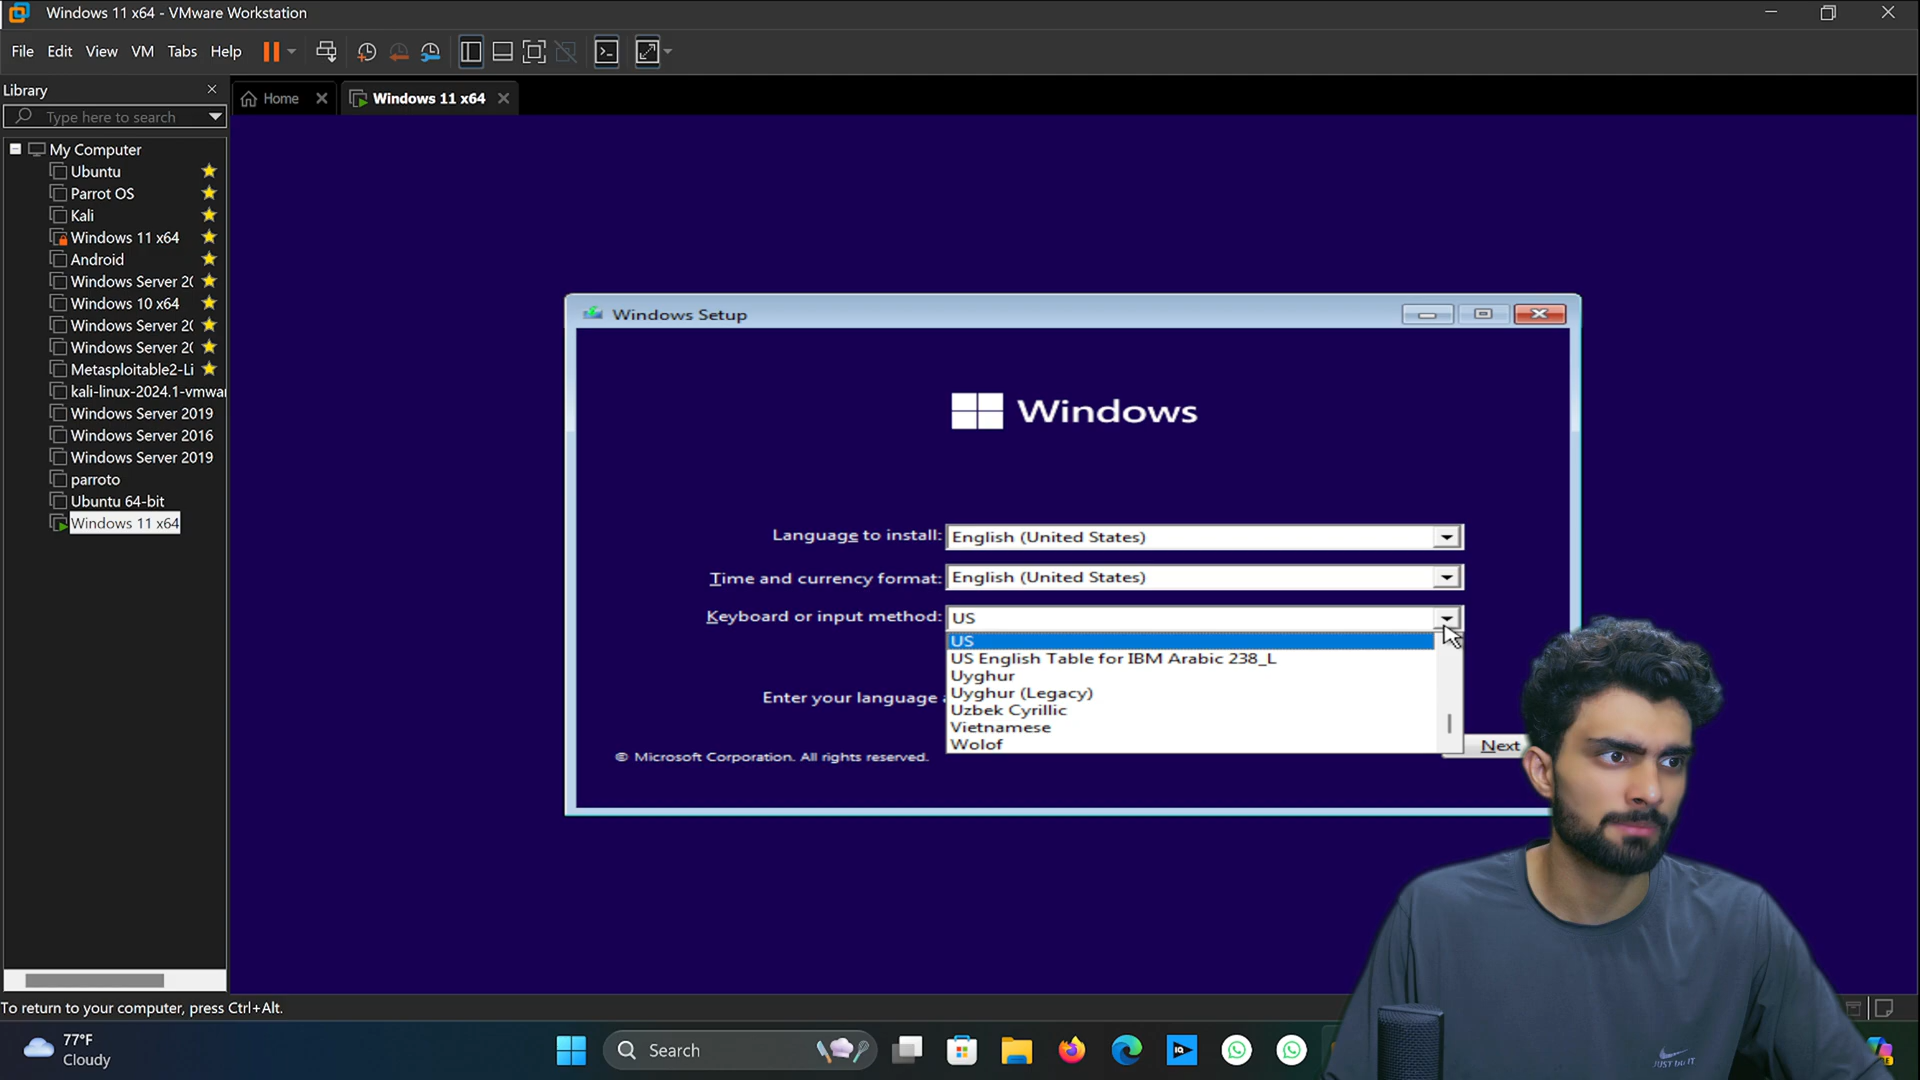 Windows 11 x64 - VMware Workstation
File Edit View VM Tabs Help
Library
Type here to search
Home
Windows 11 x64
My Computer
Ubuntu
Parrot OS
Kali
Windows 11 x64
Android
Windows Server 20
Windows 10 x64
Windows Server 20
Windows Server 20
Metasploitable2-Li
kali-linux-2024.1-vmwar
Windows Server 2019
Windows Server 2016
Windows Server 2019
parroto
Ubuntu 64-bit
Windows 11 x64
Windows Setup
Windows
Language to install: English (United States)
Time and currency format: English (United States)
Keyboard or input method: US
US
US English Table for IBM Arabic 238_L
Uyghur
Uyghur (Legacy)
Uzbek Cyrillic
Vietnamese
Wolof
Enter your language
Next
© Microsoft Corporation. All rights reserved.
To return to your computer, press Ctrl+Alt.
77°F
Cloudy
Search
JUST DO IT